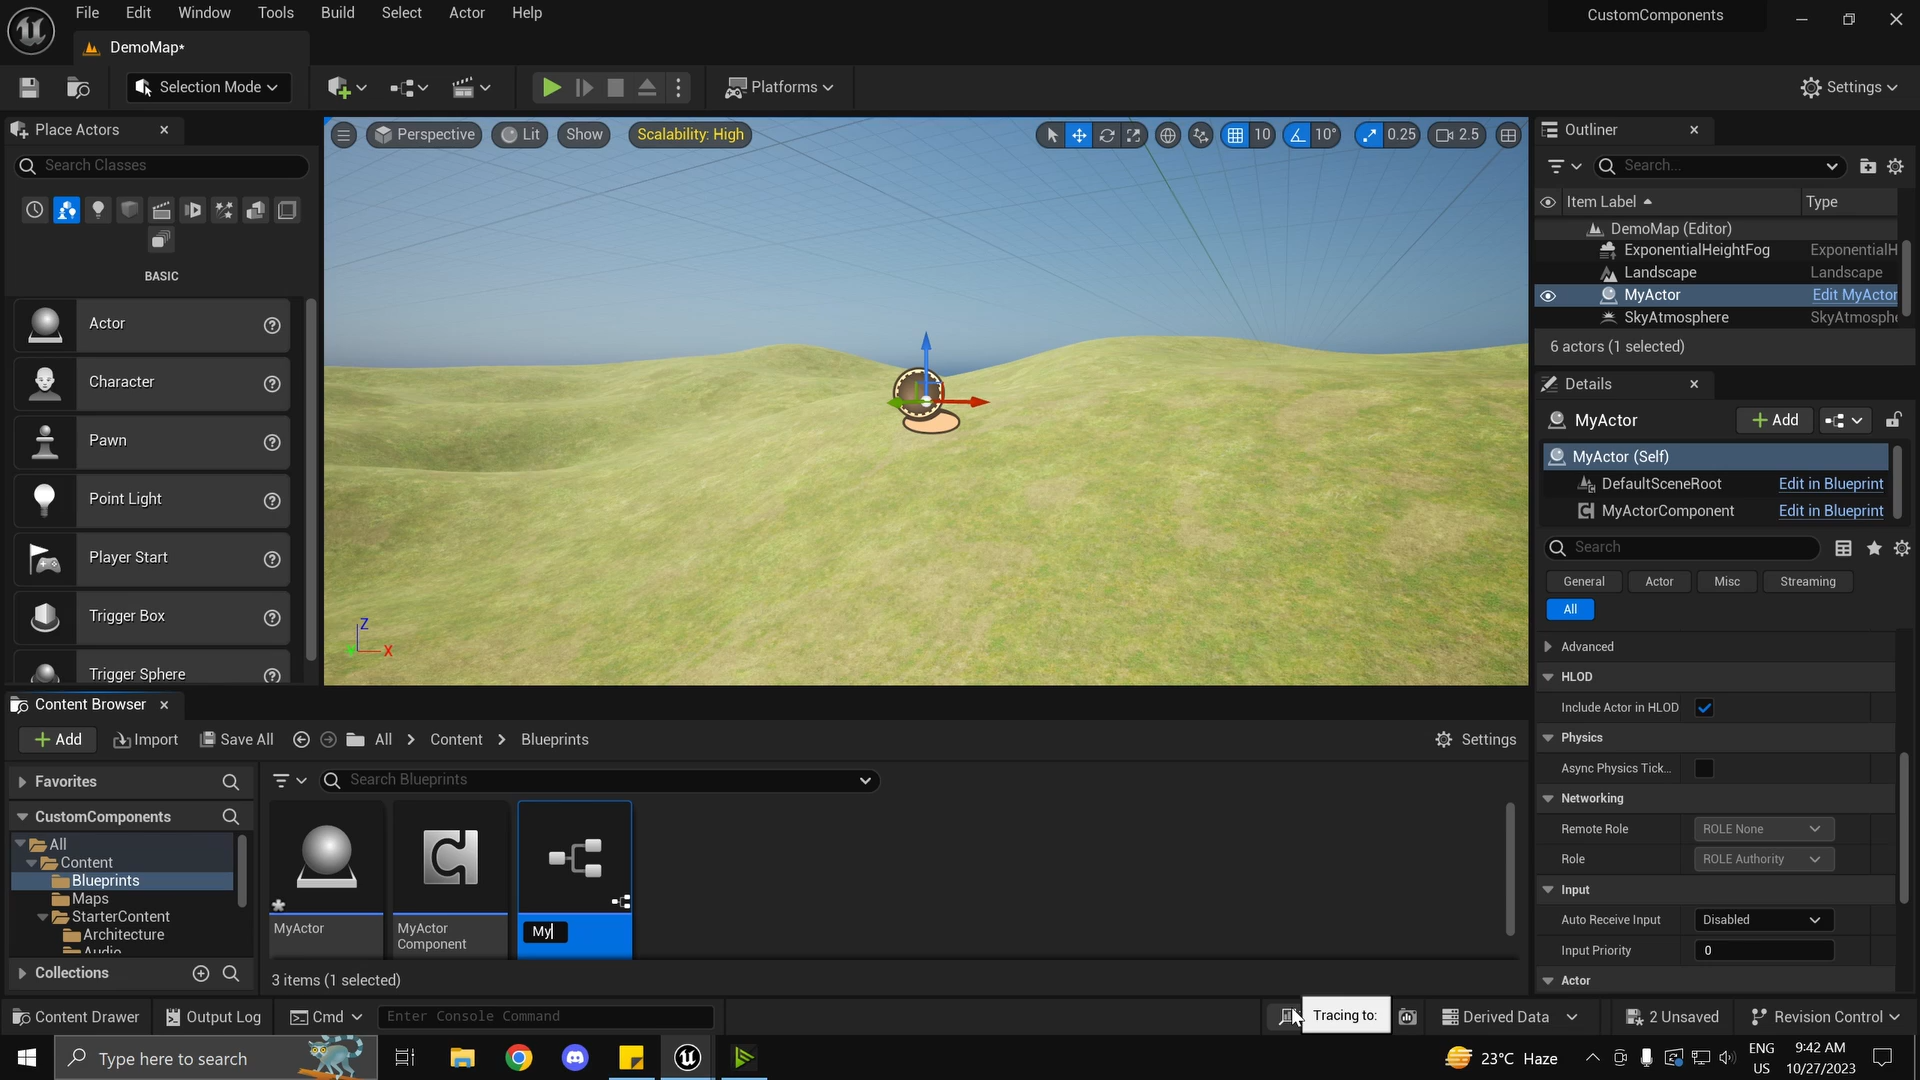 File Edit Window Tools Build Select Actor Help
CustomComponents
DemoMap*
Selection Mode
Platforms
Settings
Place Actors
Search Classes
BASIC
Actor
Character
Pawn
Point Light
Player Start
Trigger Box
Trigger Sphere
Perspective
Lit
Show
Scalability: High
10
10°
0.25
2.5
Z
X
Outliner
Search...
Item Label
Type
DemoMap (Editor)
ExponentialHeightFog ExponentialH
Landscape Landscape
MyActor Edit MyActor
SkyAtmosphere SkyAtmosphe
6 actors (1 selected)
Details
MyActor
Add
MyActor (Self)
DefaultSceneRoot Edit in Blueprint
MyActorComponent Edit in Blueprint
Search
General Actor Misc Streaming
All
Advanced
HLOD
Include Actor in HLOD
Physics
Async Physics Tick...
Networking
Remote Role ROLE None
Role ROLE Authority
Input
Auto Receive Input Disabled
Input Priority 0
Actor
Content Browser
Add Import Save All All Content Blueprints Settings
Favorites
CustomComponents
All
Content
Blueprints
Maps
StarterContent
Architecture
Audio
Collections
Search Blueprints
MyActor
MyActor
Component
My
3 items (1 selected)
Content Drawer Output Log Cmd Enter Console Command
Tracing to:
Derived Data
2 Unsaved
Revision Control
Type here to search
23°C Haze
ENG
US
9:42 AM
10/27/2023